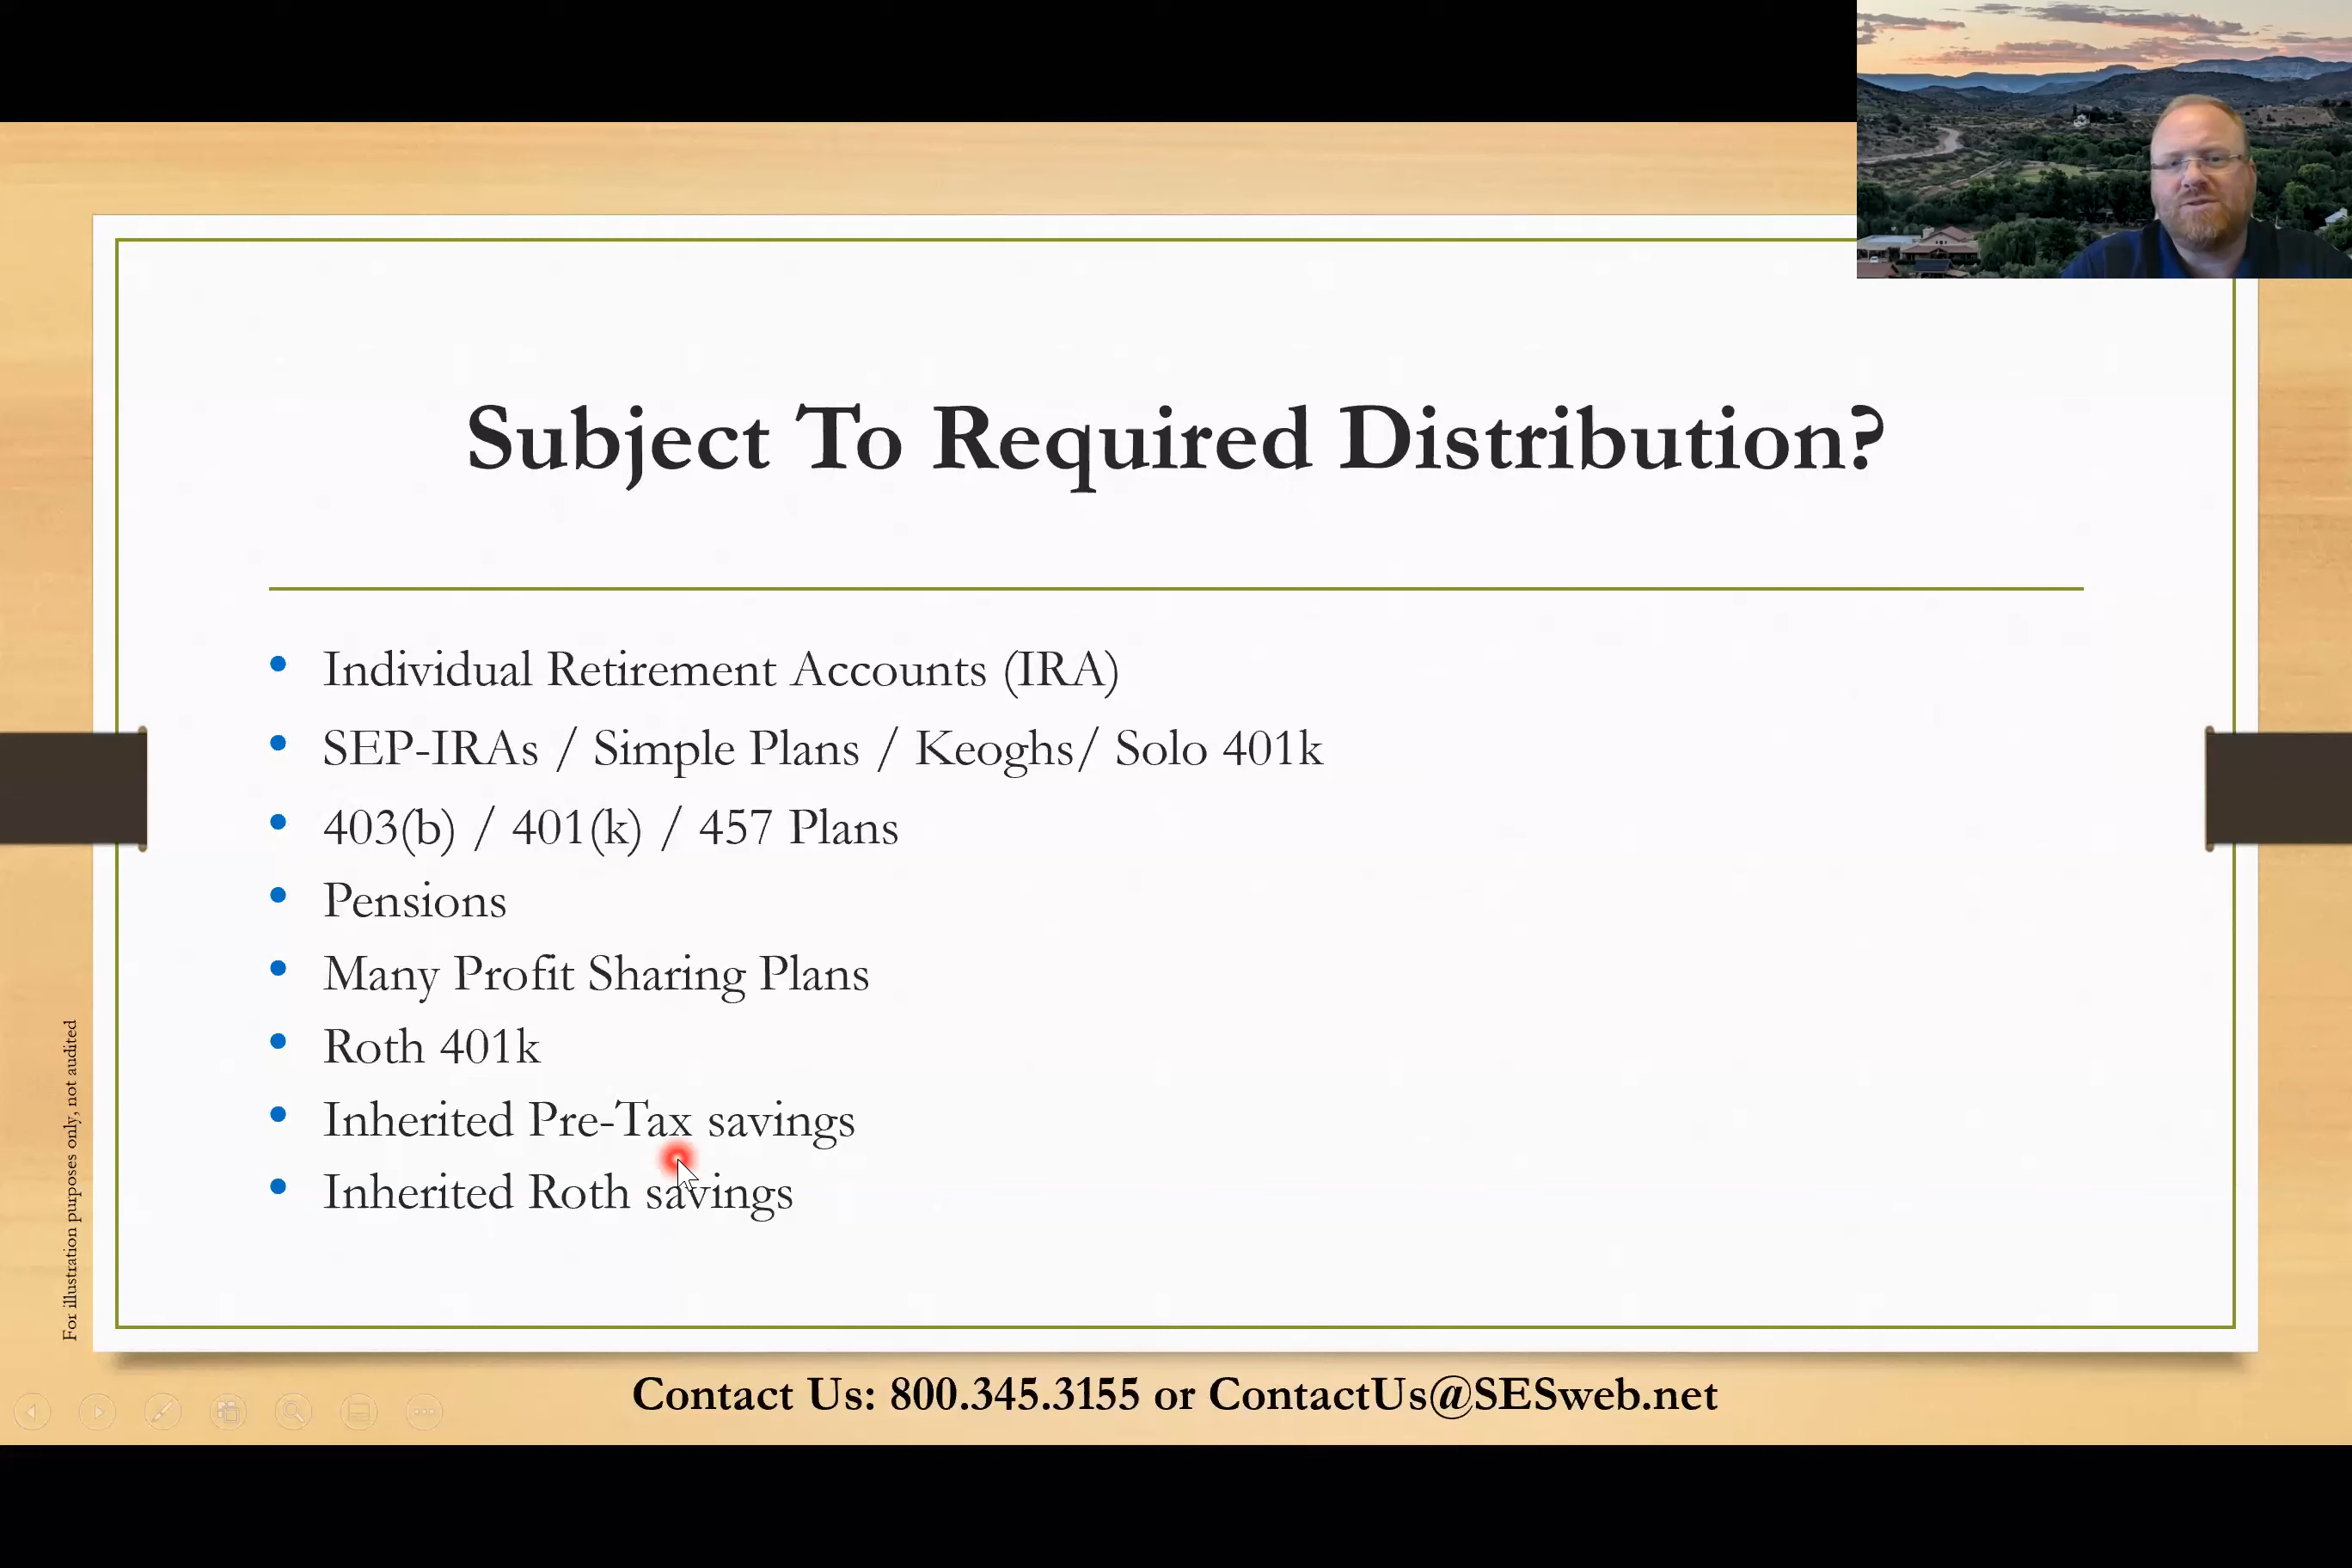 Subject To Required Distribution?
• Individual Retirement Accounts (IRA)
• SEP-IRAs / Simple Plans / Keoghs/ Solo 401k
• 403(b) / 401(k) / 457 Plans
• Pensions
• Many Profit Sharing Plans
• Roth 401k
• Inherited Pre-Tax savings
• Inherited Roth savings
For illustration purposes only, not audited
Contact Us: 800.345.3155 or ContactUs@SESweb.net